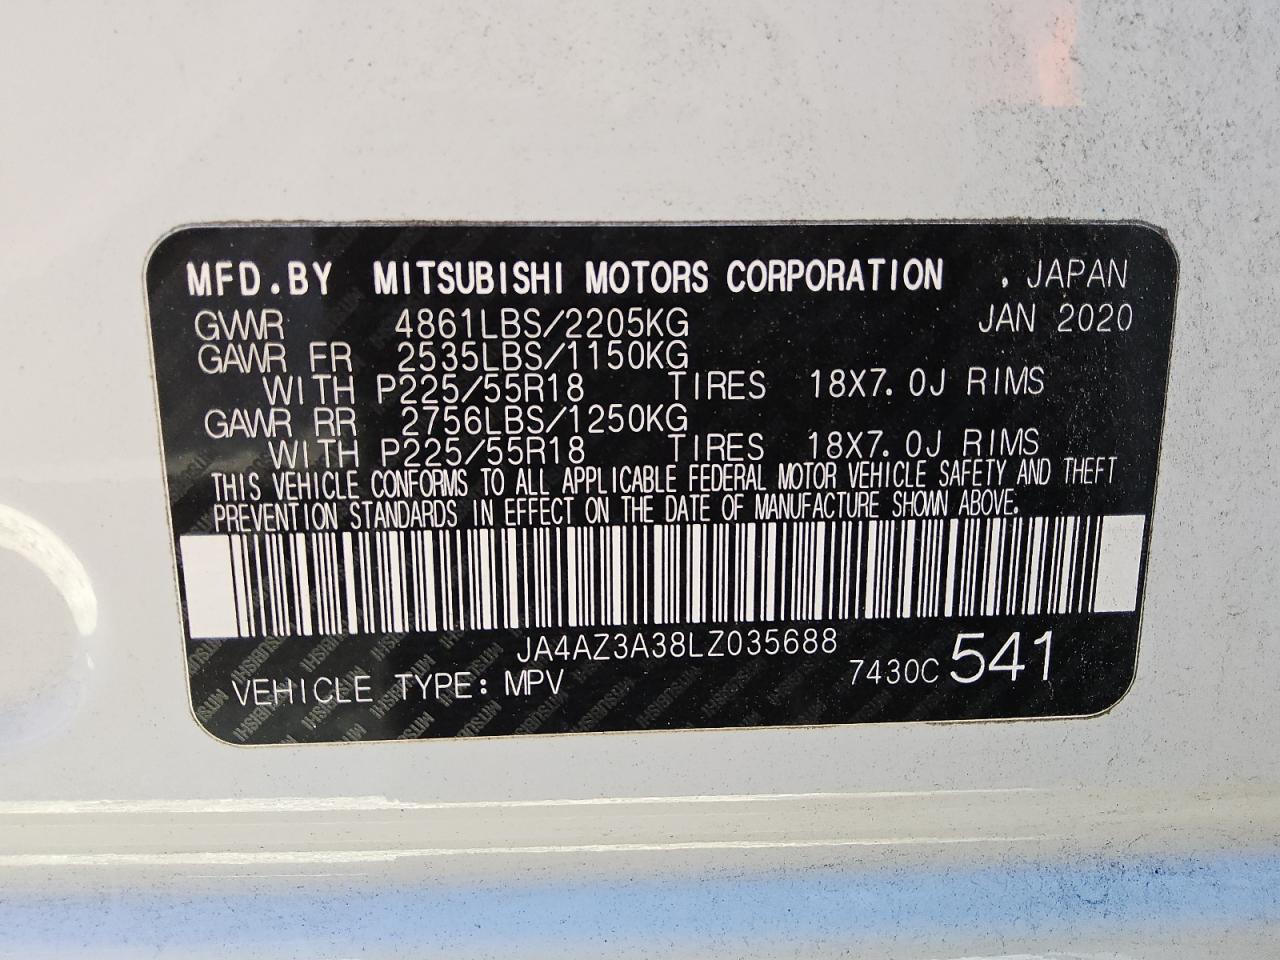 MFD.BY MITSUBISHI MOTORS CORPORATION . JAPAN
GVWR 4861LBS/2205KG JAN 2020
GAWR FR 2535LBS/1150KG
WITH P225/55R18 TIRES 18X7.0J RIMS
GAWR RR 2756LBS/1250KG
WITH P225/55R18 TIRES 18X7.0J RIMS
THIS VEHICLE CONFORMS TO ALL APPLICABLE FEDERAL MOTOR VEHICLE SAFETY AND THEFT
PREVENTION STANDARDS IN EFFECT ON THE DATE OF MANUFACTURE SHOWN ABOVE.
JA4AZ3A38LZ035688
VEHICLE TYPE: MPV 7430C 541